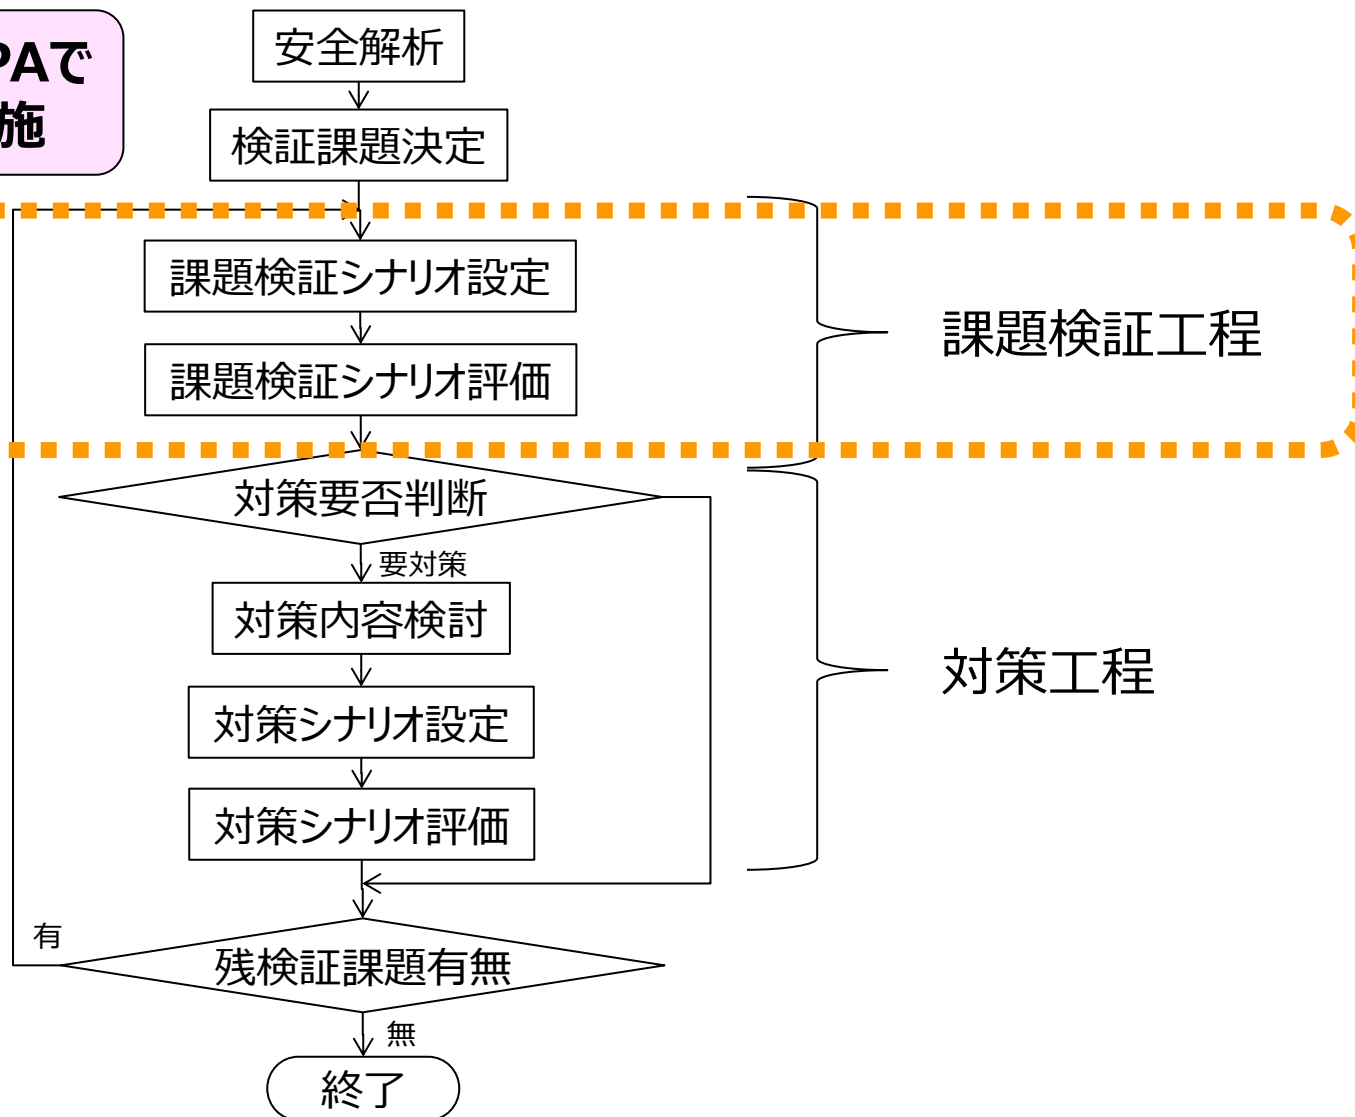 PAで
施
安全解析
検証課題決定
課題検証シナリオ設定
課題検証シナリオ評価
課題検証工程
対策要否判断
要対策
対策内容検討
対策シナリオ設定
対策シナリオ評価
対策工程
有
残検証課題有無
無
終了